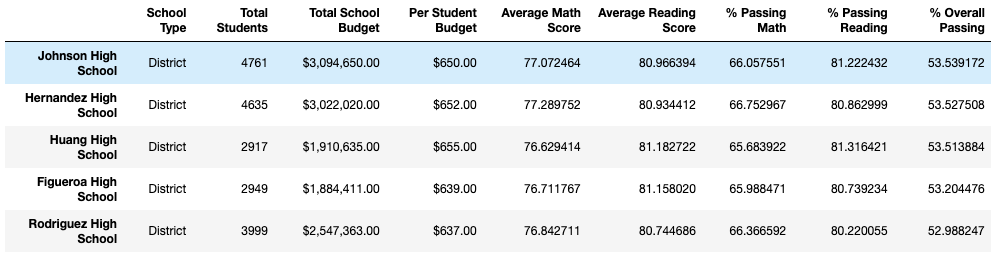 School Type Total Students Total School Budget Per Student Budget Average Math Score Average Reading Score % Passing Math % Passing Reading % Overall Passing
Johnson High School District 4761 $3,094,650.00 $650.00 77.072464 80.966394 66.057551 81.222432 53.539172
Hernandez High School District 4635 $3,022,020.00 $652.00 77.289752 80.934412 66.752967 80.862999 53.527508
Huang High School District 2917 $1,910,635.00 $655.00 76.629414 81.182722 65.683922 81.316421 53.513884
Figueroa High School District 2949 $1,884,411.00 $639.00 76.711767 81.158020 65.988471 80.739234 53.204476
Rodriguez High School District 3999 $2,547,363.00 $637.00 76.842711 80.744686 66.366592 80.220055 52.988247